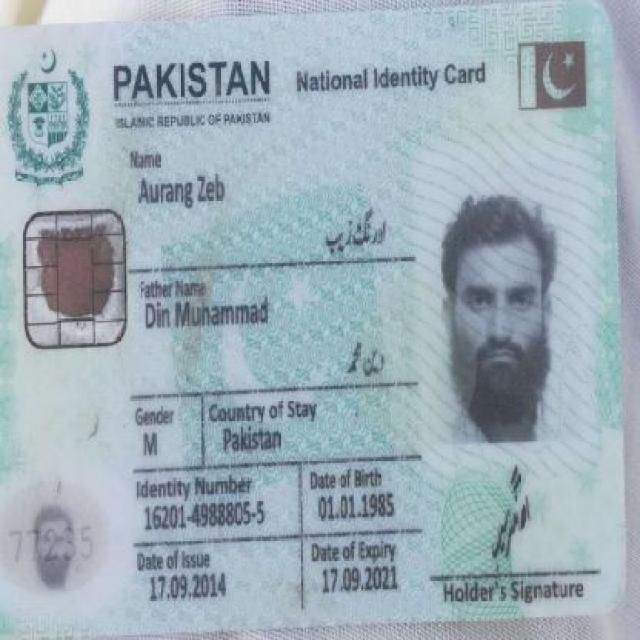 PAKISTAN National Identity Card
ISLAMIC REPUBLIC OF PAKISTAN
Name
Aurang Zeb
اورنگ زیب
Father Name
Din Muhammad
دین محمد
Gender
M
Country of Stay
Pakistan
Identity Number
16201-4988805-5
Date of Birth
01.01.1985
Date of Issue
17.09.2014
Date of Expiry
17.09.2021
Holder's Signature